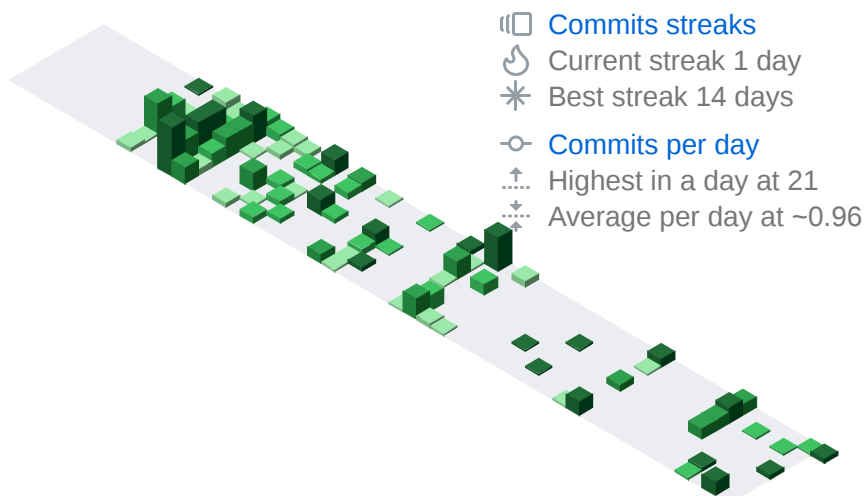 Commits streaks
Current streak 1 day
Best streak 14 days
Commits per day
Highest in a day at 21
Average per day at ~0.96